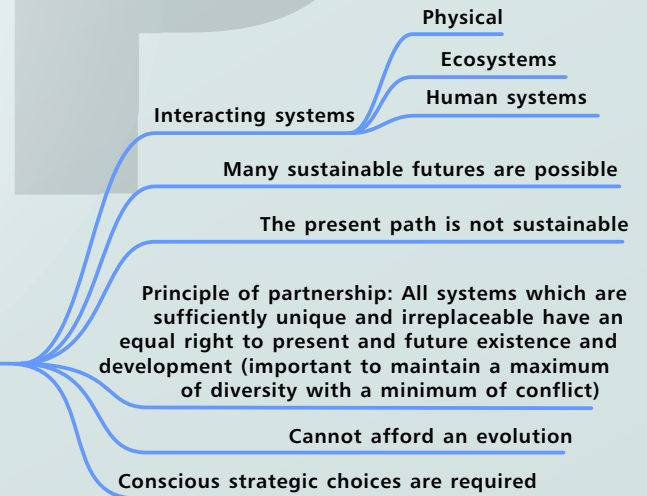 Physical
Ecosystems
Human systems
Interacting systems
Many sustainable futures are possible
The present path is not sustainable
Principle of partnership: All systems which are
sufficiently unique and irreplaceable have an
equal right to present and future existence and
development (important to maintain a maximum
of diversity with a minimum of conflict)
Cannot afford an evolution
Conscious strategic choices are required